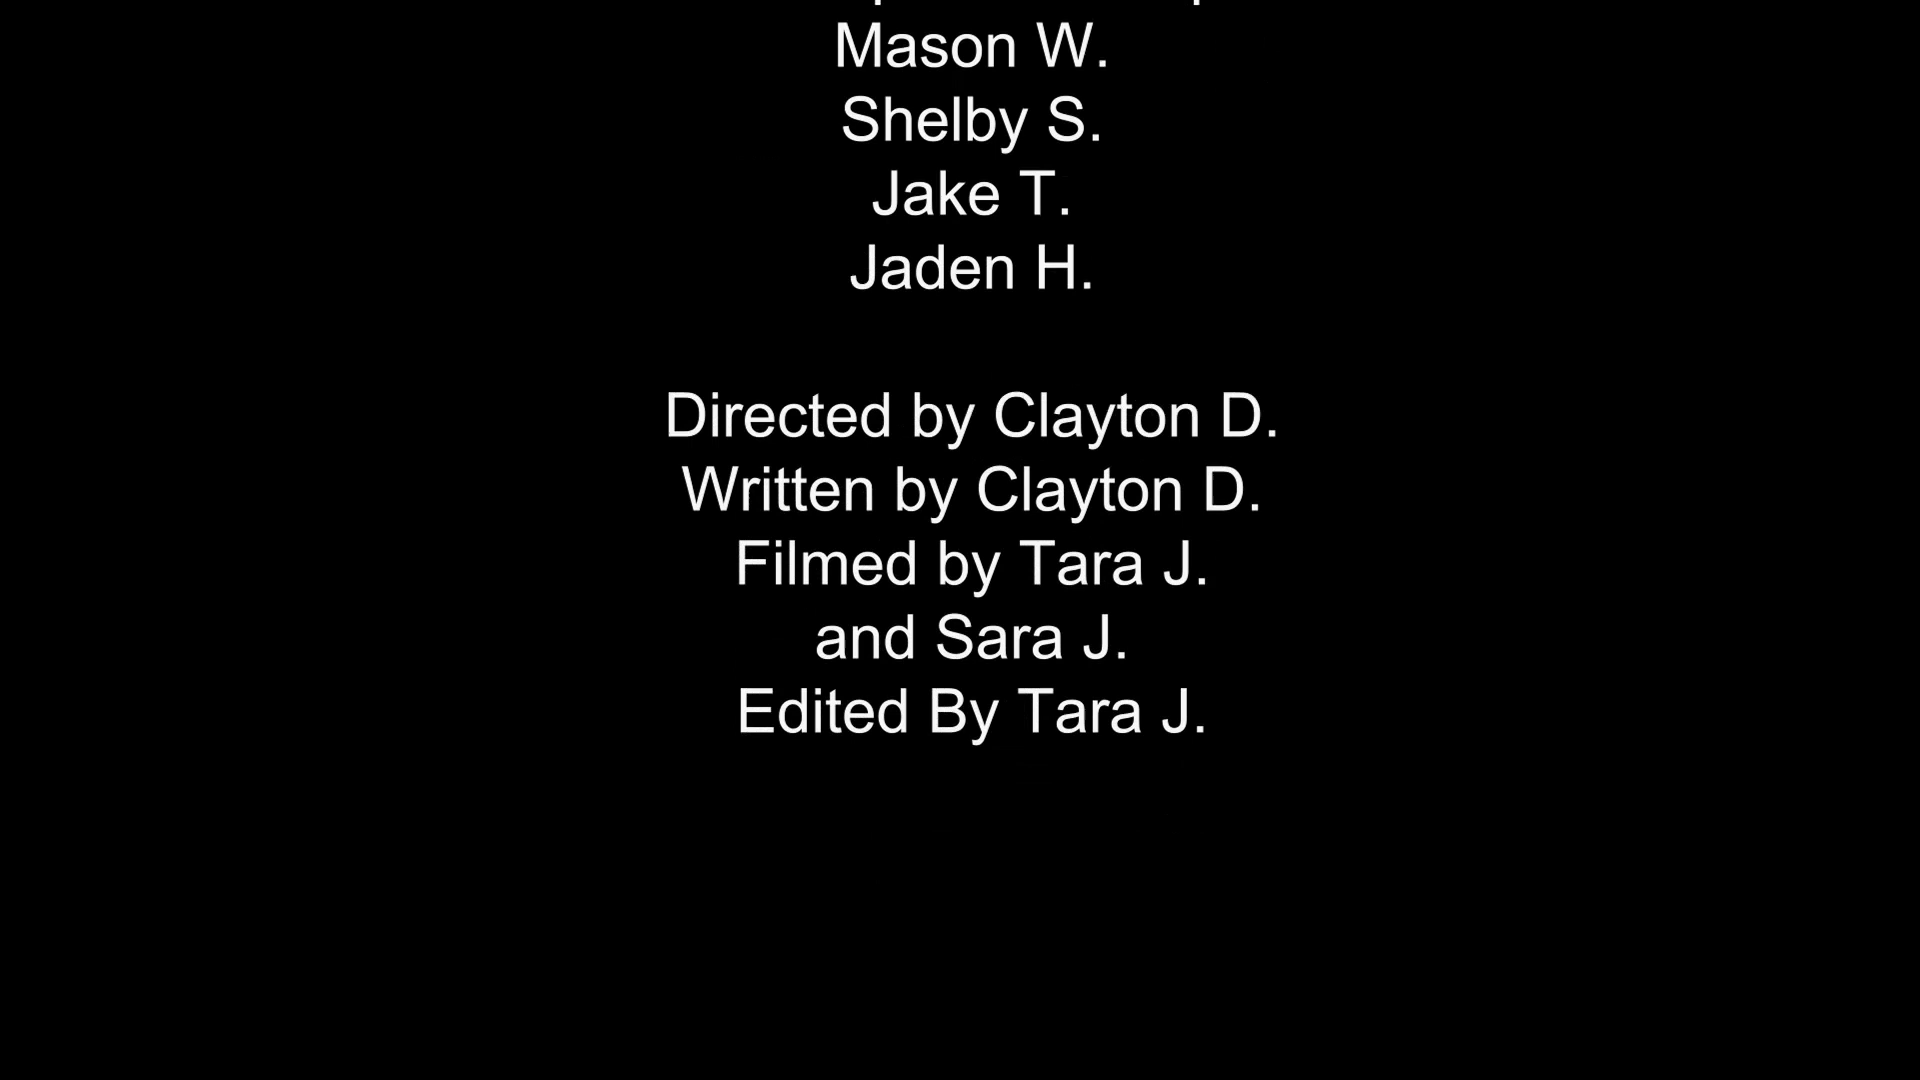 Mason W.
Shelby S.
Jake T.
Jaden H.
Directed by Clayton D.
Written by Clayton D.
Filmed by Tara J.
and Sara J.
Edited By Tara J.